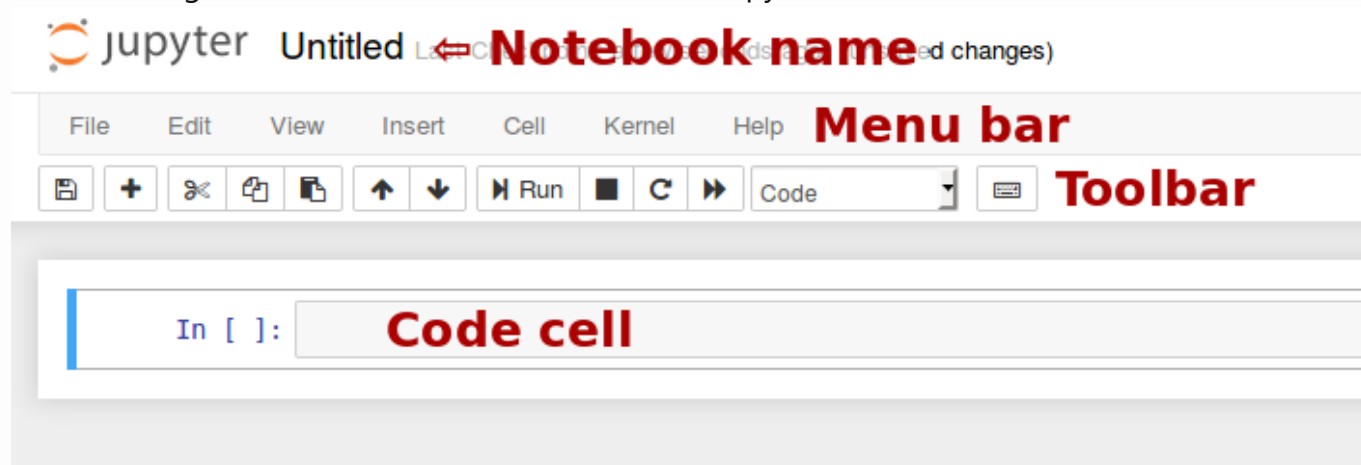 jupyter Untitled ⇐ Notebook name d changes)
File Edit View Insert Cell Kernel Help Menu bar
Run Code Toolbar
In [ ]: Code cell